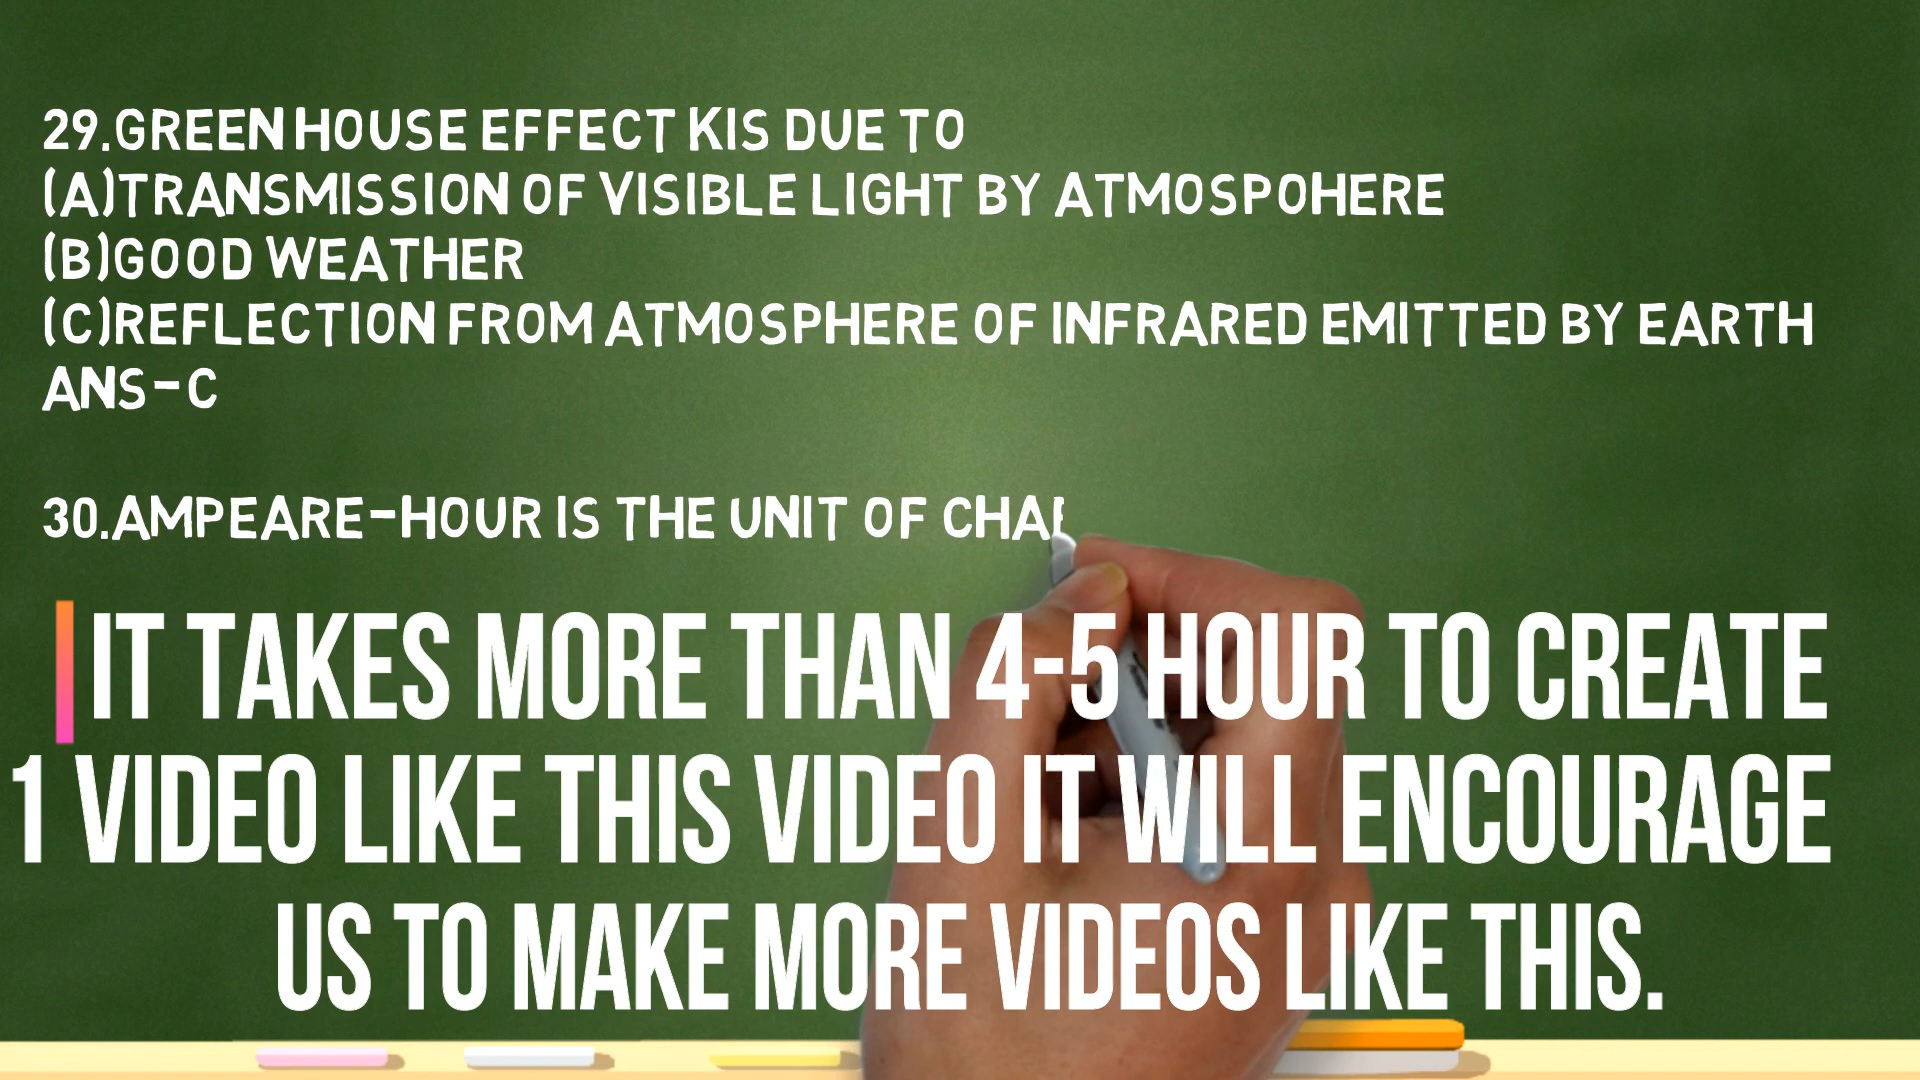 29.GREEN HOUSE EFFECT KIS DUE TO
(A)TRANSMISSION OF VISIBLE LIGHT BY ATMOSPOHERE
(B)GOOD WEATHER
(C)REFLECTION FROM ATMOSPHERE OF INFRARED EMITTED BY EARTH
ANS-C
30.AMPEARE-HOUR IS THE UNIT OF
IT TAKES MORE THAN 4-5 HOUR TO CREATE
1 VIDEO LIKE THIS VIDEO IT WILL ENCOURAGE
US TO MAKE MORE VIDEOS LIKE THIS.